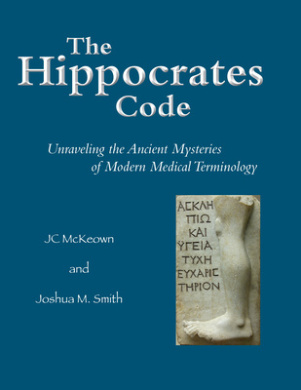 The
Hippocrates
Code
Unraveling the Ancient Mysteries
of Modern Medical Terminology
JC McKeown
and
Joshua M. Smith
ΑΣΚΛΗ
ΠΙΩ
ΚΑΙ
ΥΓΕΙΑ
ΤΥΧΗ
ΕΥΧΑΡΙΣ
ΤΗΡΙΟΝ